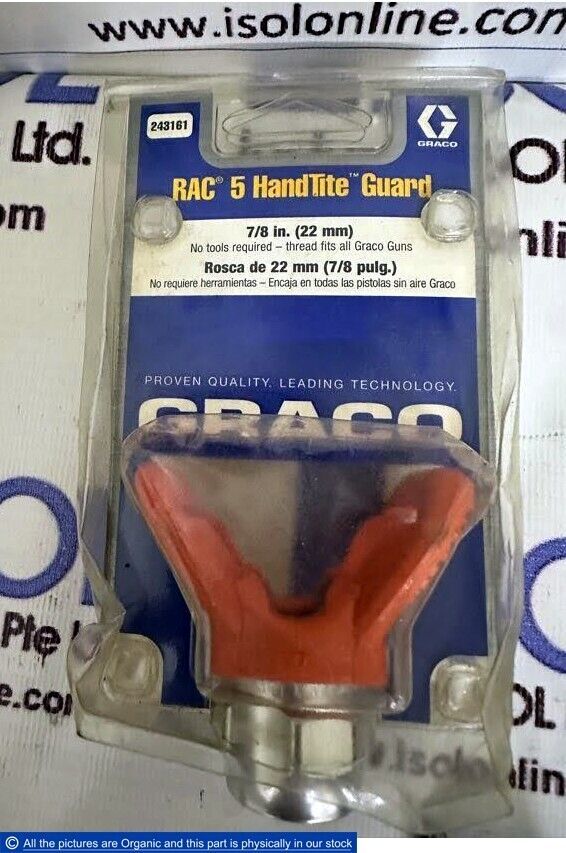 www.isolonline.com
Ltd.
om
243161
GRACO
RAC® 5 HandTite™ Guard
7/8 in. (22 mm)
No tools required – thread fits all Graco Guns
Rosca de 22 mm (7/8 pulg.)
No requiere herramientas – Encaja en todas las pistolas sin aire Graco
PROVEN QUALITY. LEADING TECHNOLOGY.
GRACO
Pte
© All the pictures are Organic and this part is physically in our stock